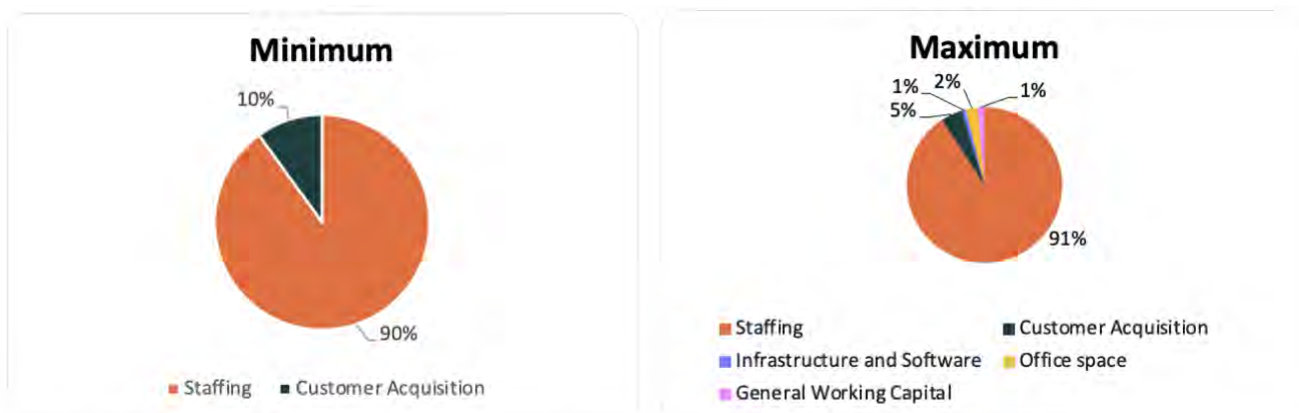 Minimum
10%
90%
Staffing
Customer Acquisition
Maximum
1%
2%
1%
5%
91%
Staffing
Customer Acquisition
Infrastructure and Software
Office space
General Working Capital